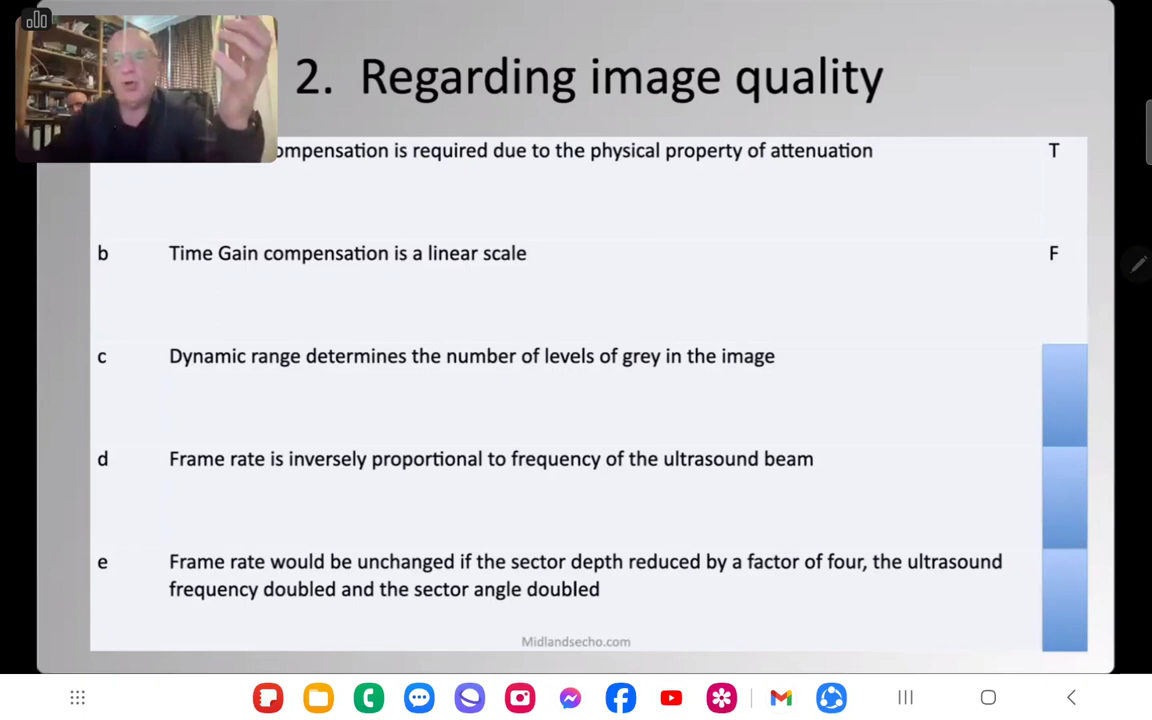 2. Regarding image quality
ompensation is required due to the physical property of attenuation T
b Time Gain compensation is a linear scale F
c Dynamic range determines the number of levels of grey in the image
d Frame rate is inversely proportional to frequency of the ultrasound beam
e Frame rate would be unchanged if the sector depth reduced by a factor of four, the ultrasound
frequency doubled and the sector angle doubled
Midlandsecho.com